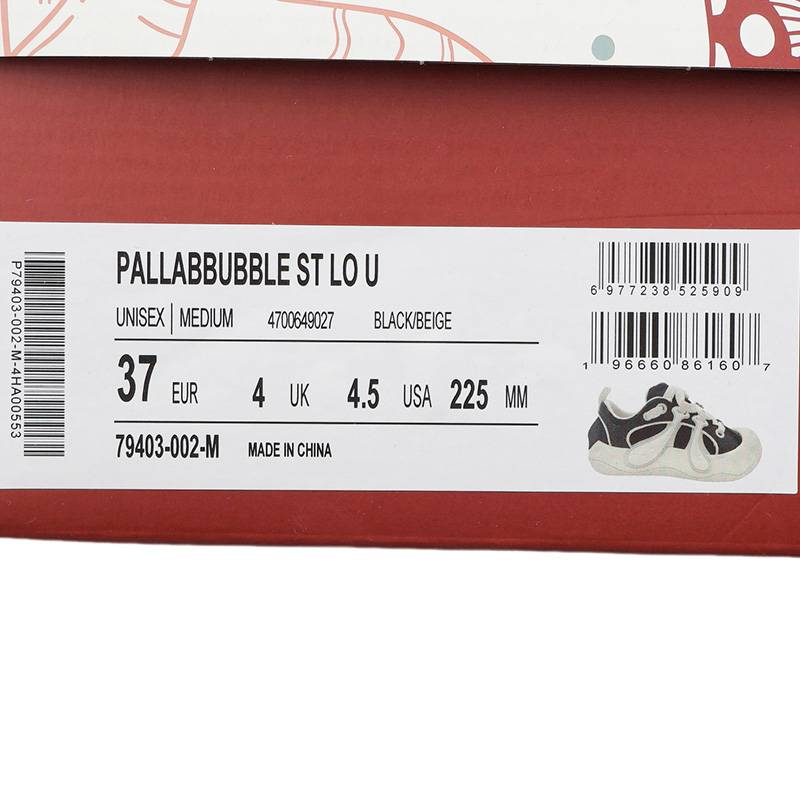 P79403-002-M-4HA00553
PALLABBUBBLE ST LO U
UNISEX | MEDIUM 4700649027 BLACK/BEIGE
37 EUR 4 UK 4.5 USA 225 MM
79403-002-M MADE IN CHINA
6 977238 525909
1 96660 86160 7